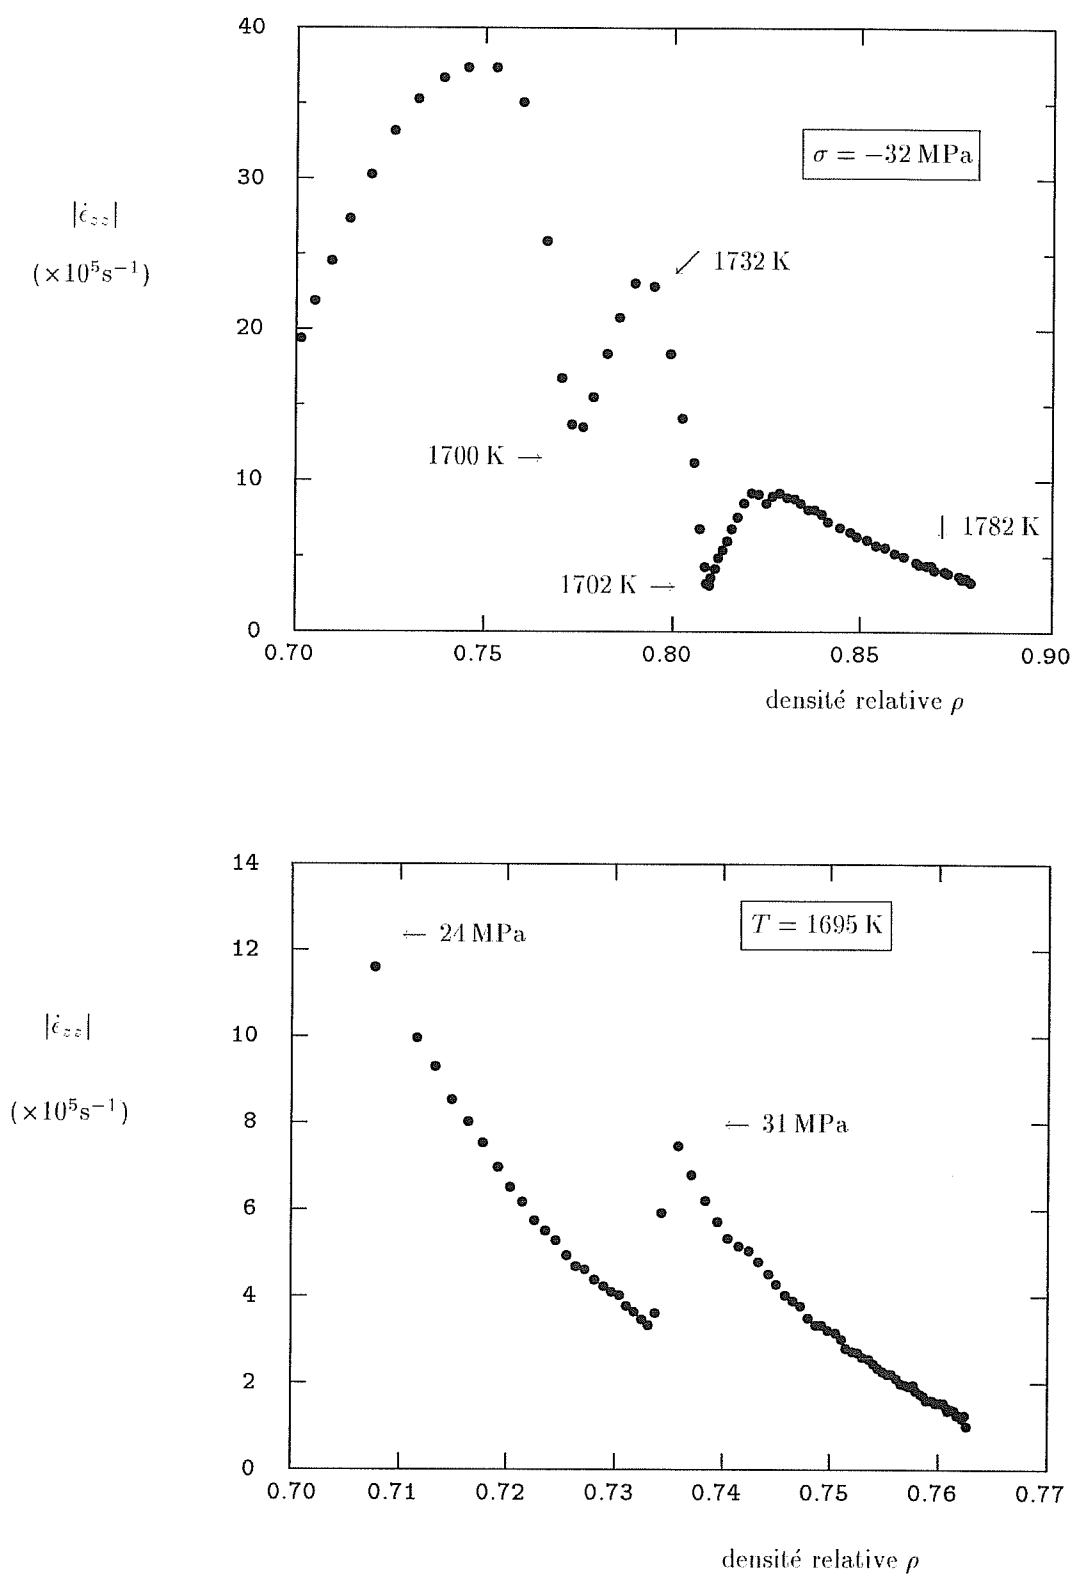 40
30
20
10
0
|ε̇zz|
(×10⁵s⁻¹)
σ = −32 MPa
↙ 1732 K
1700 K →
1702 K →
| 1782 K
0.70 0.75 0.80 0.85 0.90
densité relative ρ
14
12
10
8
6
4
2
0
|ε̇zz|
(×10⁵s⁻¹)
T = 1695 K
← 24 MPa
← 31 MPa
0.70 0.71 0.72 0.73 0.74 0.75 0.76 0.77
densité relative ρ